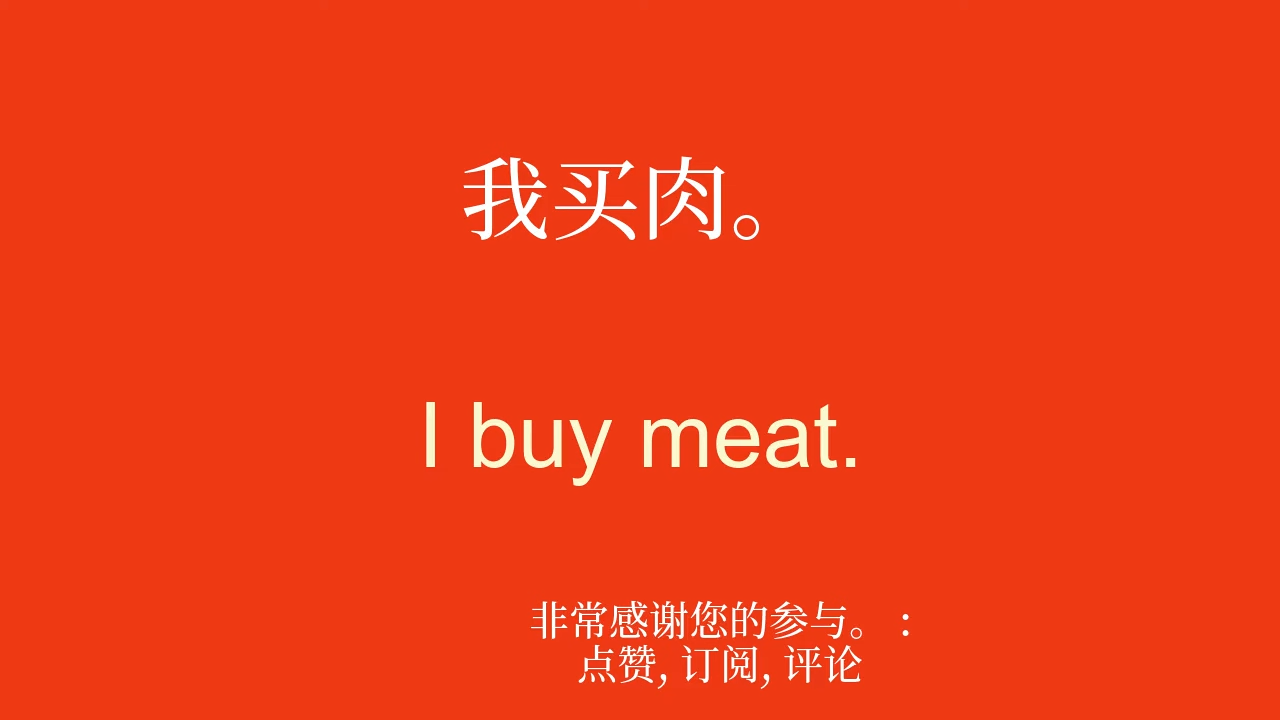 我买肉。
I buy meat.
非常感谢您的参与。 :
点赞, 订阅, 评论